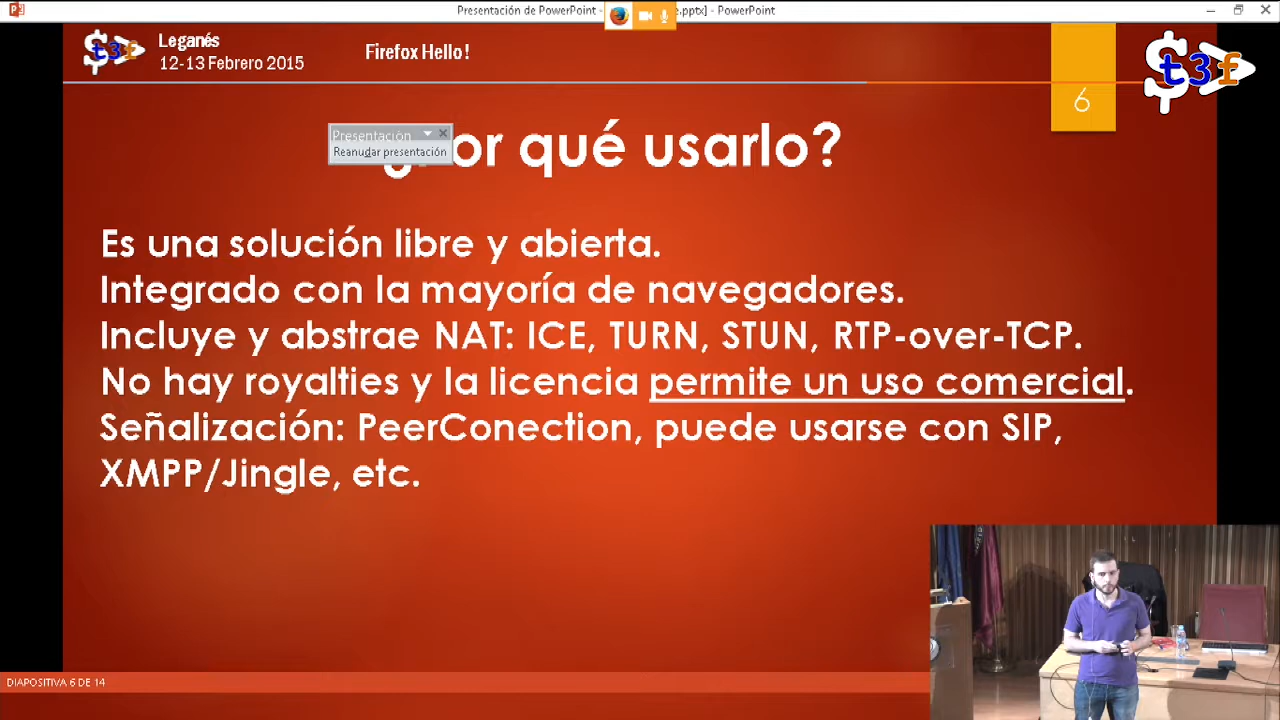 Presentación de PowerPoint - e.pptx] - PowerPoint
Leganés
12-13 Febrero 2015
Firefox Hello!
$t3f
$t3f
6
Presentación
Reanudar presentación
or qué usarlo?
Es una solución libre y abierta.
Integrado con la mayoría de navegadores.
Incluye y abstrae NAT: ICE, TURN, STUN, RTP-over-TCP.
No hay royalties y la licencia permite un uso comercial.
Señalización: PeerConection, puede usarse con SIP,
XMPP/Jingle, etc.
DIAPOSITIVA 6 DE 14